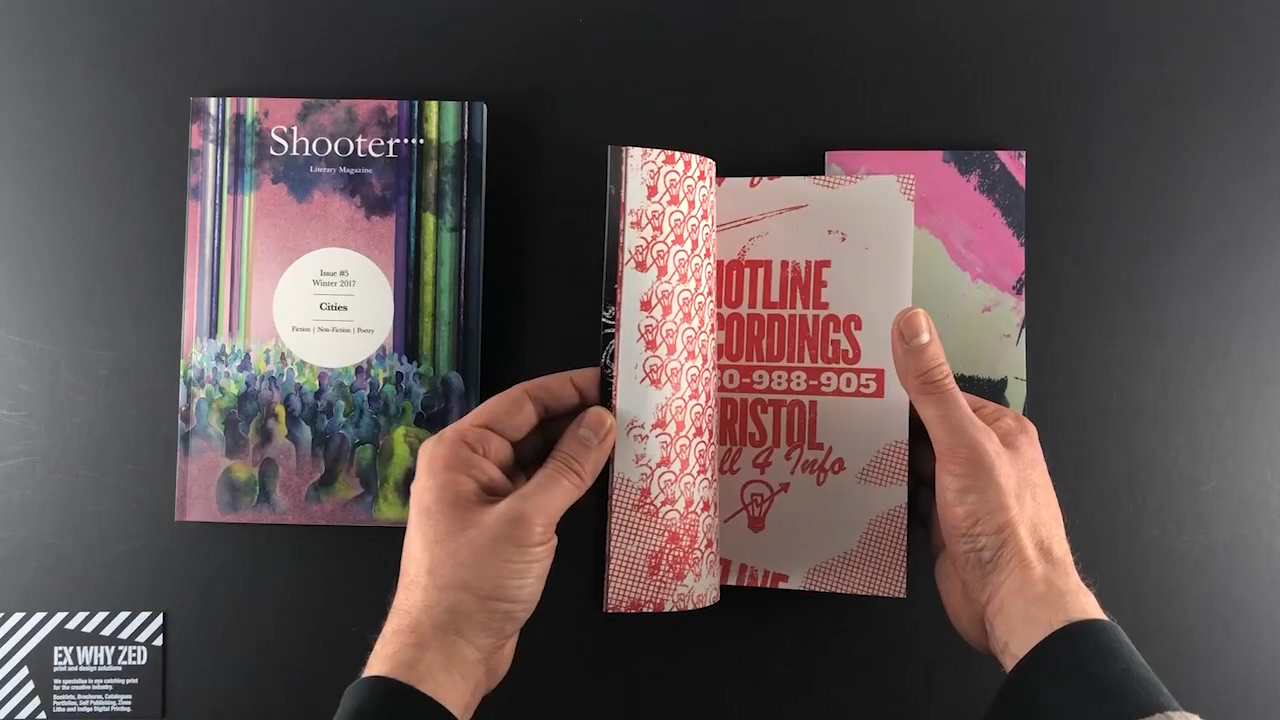 Shooter
Literary Magazine
Issue #5
Winter 2017
Cities
Fiction | Non-Fiction | Poetry
HOTLINE
CORDINGS
0-988-905
RISTOL
ll 4 Info
LINE
EX WHY ZED
print and design solutions
We specialise in eye catching print
for the creative industry.
Booklets, Brochures, Catalogues
Portfolios, Self Publishing, Zines
Litho and Indigo Digital Printing.